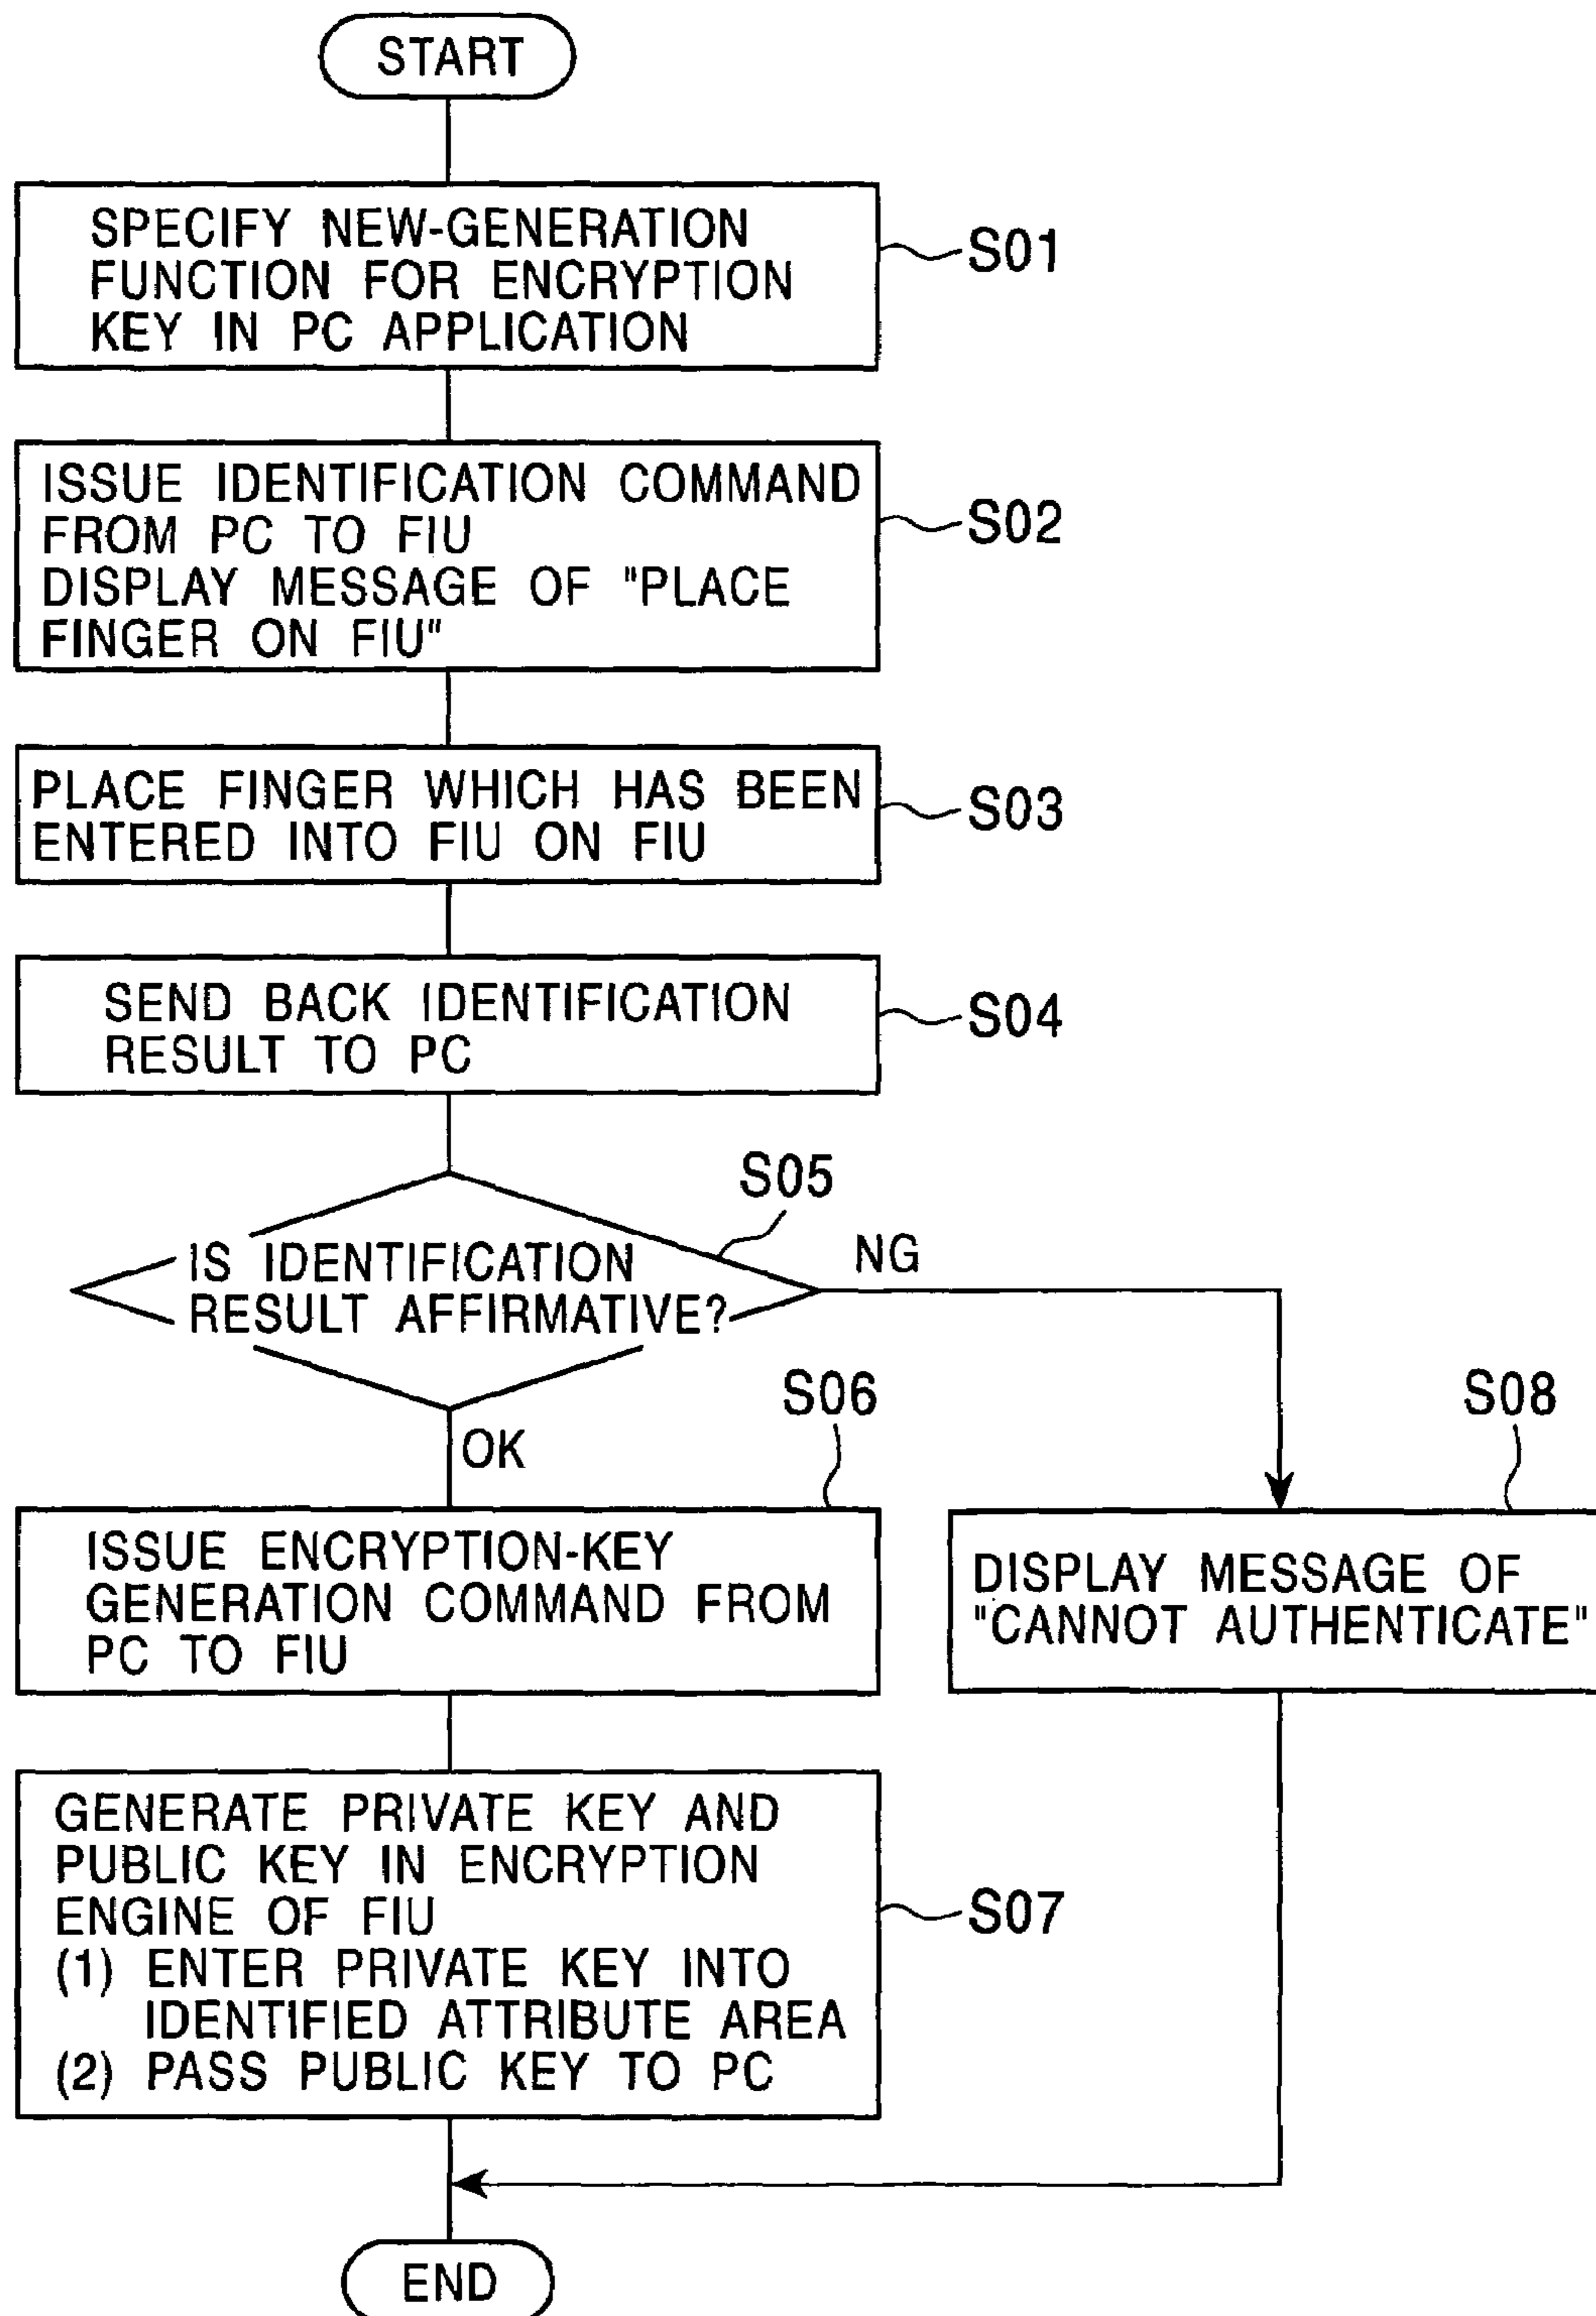 START
SPECIFY NEW-GENERATION
FUNCTION FOR ENCRYPTION
KEY IN PC APPLICATION
S01
ISSUE IDENTIFICATION COMMAND
FROM PC TO FIU
DISPLAY MESSAGE OF "PLACE
FINGER ON FIU"
S02
PLACE FINGER WHICH HAS BEEN
ENTERED INTO FIU ON FIU
S03
SEND BACK IDENTIFICATION
RESULT TO PC
S04
S05
IS IDENTIFICATION
RESULT AFFIRMATIVE?
NG
OK
S06
ISSUE ENCRYPTION-KEY
GENERATION COMMAND FROM
PC TO FIU
S08
DISPLAY MESSAGE OF
"CANNOT AUTHENTICATE"
GENERATE PRIVATE KEY AND
PUBLIC KEY IN ENCRYPTION
ENGINE OF FIU
(1) ENTER PRIVATE KEY INTO
IDENTIFIED ATTRIBUTE AREA
(2) PASS PUBLIC KEY TO PC
S07
END